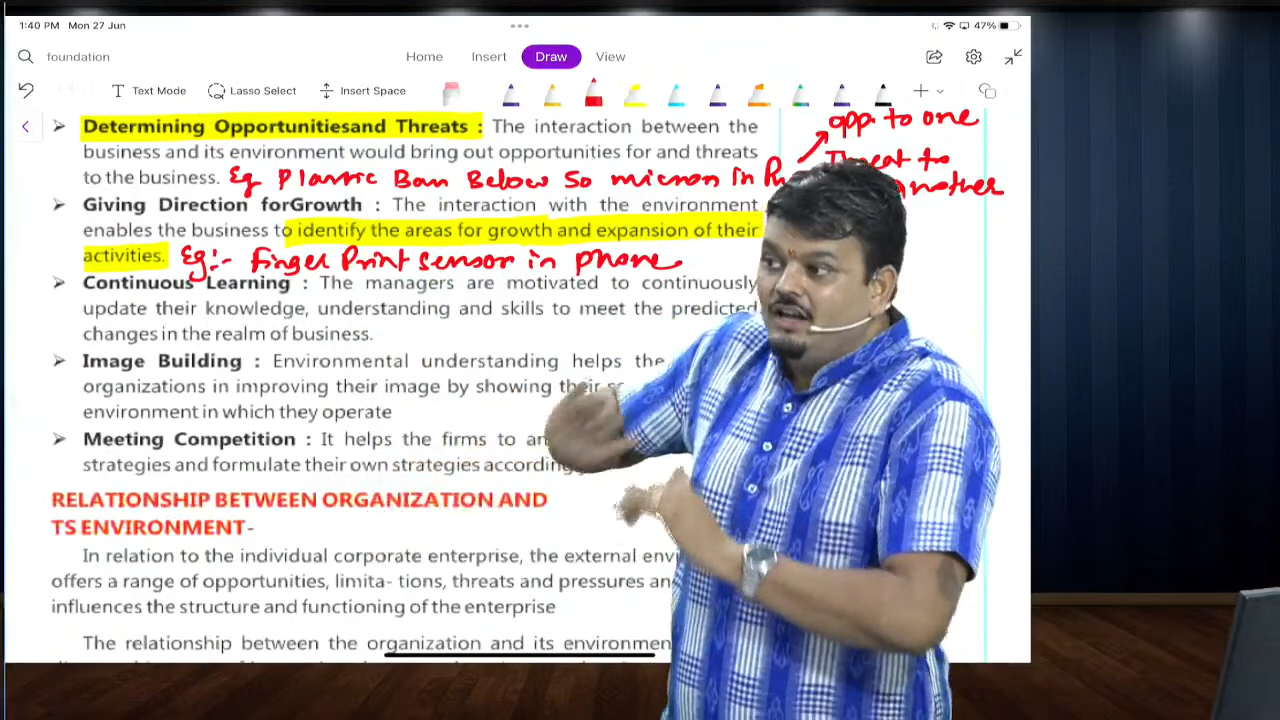 1:40 PM Mon 27 Jun
47%
foundation
Home Insert Draw View
Text Mode Lasso Select Insert Space
opp. to one
Threat to
another
Determining Opportunitiesand Threats : The interaction between the
business and its environment would bring out opportunities for and threats
to the business. Eg Plastic Ban Below 50 micron in
Giving Direction forGrowth : The interaction with the environment
enables the business to identify the areas for growth and expansion of their
activities. Eg:- Finger Print sensor in phone
Continuous Learning : The managers are motivated to continuously
update their knowledge, understanding and skills to meet the predicted
changes in the realm of business.
Image Building : Environmental understanding helps the
organizations in improving their image by showing their
environment in which they operate
Meeting Competition : It helps the firms to
strategies and formulate their own strategies
RELATIONSHIP BETWEEN ORGANIZATION AND
TS ENVIRONMENT-
In relation to the individual corporate enterprise, the external
offers a range of opportunities, limita- tions, threats and pressures
influences the structure and functioning of the enterprise
The relationship between the organization and its